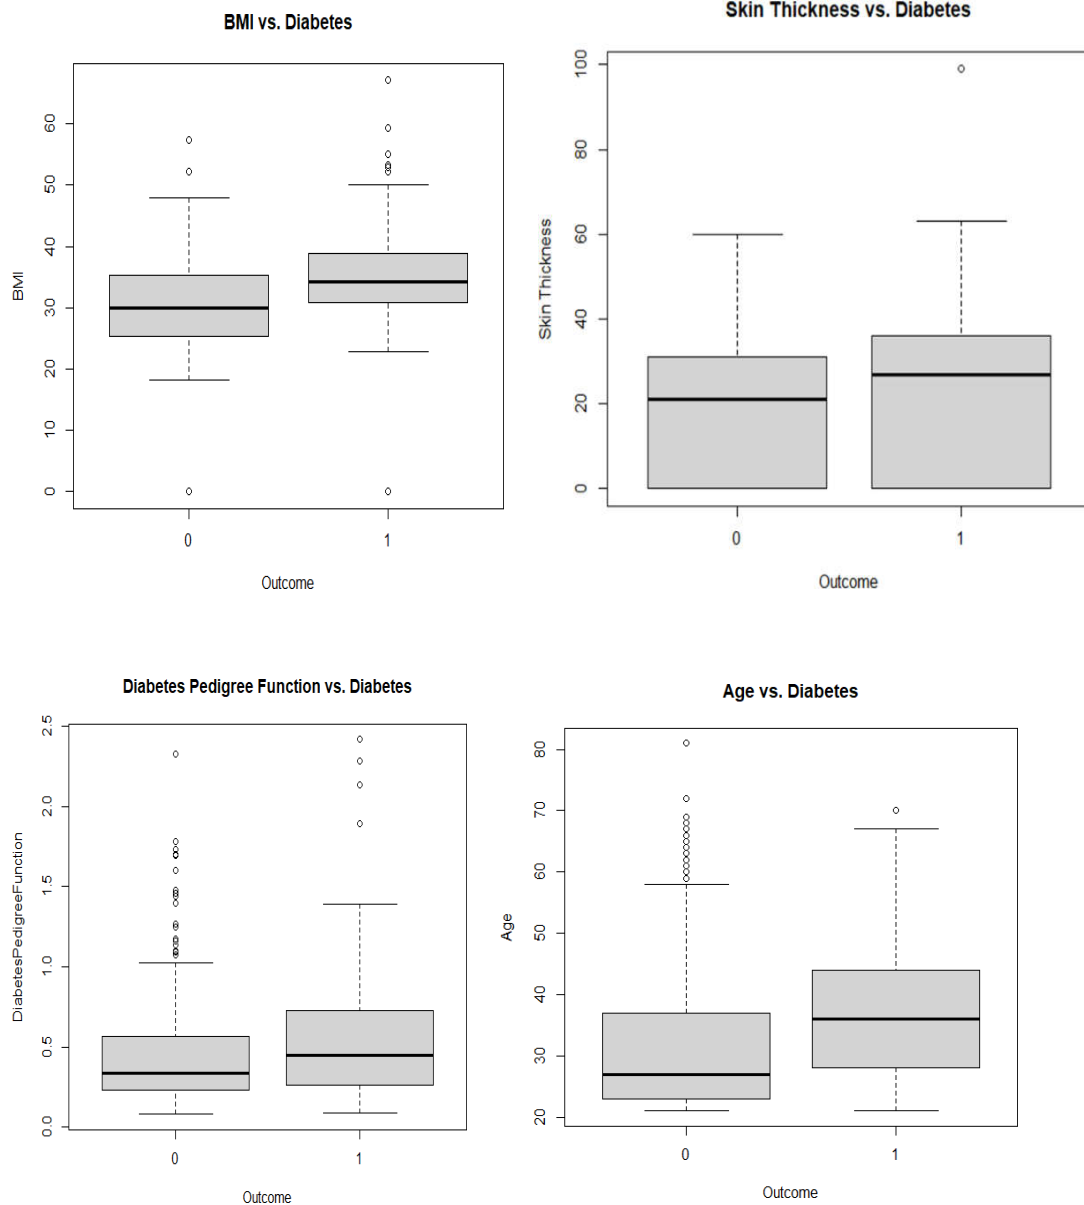 BMI vs. Diabetes
BMI
0
10
20
30
40
50
60
0
1
Outcome
Skin Thickness vs. Diabetes
Skin Thickness
0
20
40
60
80
100
0
1
Outcome
Diabetes Pedigree Function vs. Diabetes
DiabetesPedigreeFunction
0.0
0.5
1.0
1.5
2.0
2.5
0
1
Outcome
Age vs. Diabetes
Age
20
30
40
50
60
70
80
0
1
Outcome